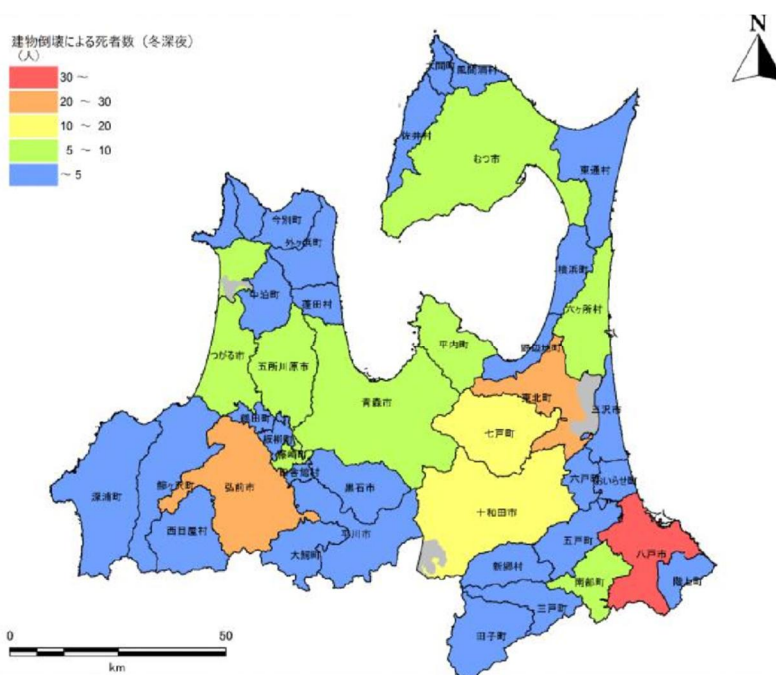 建物倒壊による死者数（冬深夜）
（人）
30 ～
20 ～ 30
10 ～ 20
5 ～ 10
～ 5
N
大間町
風間浦村
佐井村
むつ市
東通村
今別町
外ヶ浜町
横浜町
中泊町
蓬田村
六ヶ所村
平内町
野辺地町
つがる市
五所川原市
青森市
東北町
三沢市
鶴田町
板柳町
七戸町
藤崎町
田舎館村
六戸町
おいらせ町
深浦町
鰺ヶ沢町
弘前市
黒石市
十和田市
西目屋村
平川市
大鰐町
五戸町
八戸市
新郷村
南部町
階上町
三戸町
田子町
0
50
km